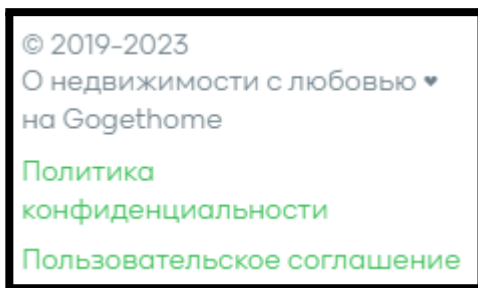 © 2019-2023
О недвижимости с любовью ♥
на Gogethome
Политика
конфиденциальности
Пользовательское соглашение